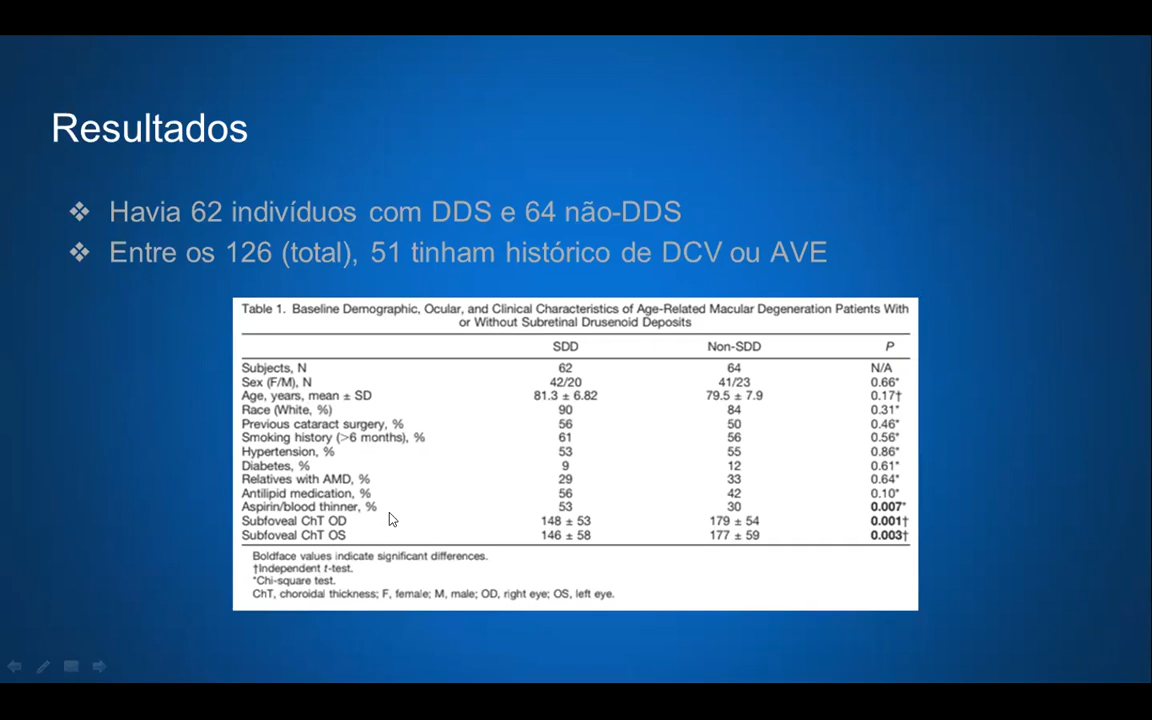 Resultados
❖ Havia 62 indivíduos com DDS e 64 não-DDS
❖ Entre os 126 (total), 51 tinham histórico de DCV ou AVE
Table 1. Baseline Demographic, Ocular, and Clinical Characteristics of Age-Related Macular Degeneration Patients With
or Without Subretinal Drusenoid Deposits
SDD Non-SDD P
Subjects, N 62 64 N/A
Sex (F/M), N 42/20 41/23 0.66*
Age, years, mean ± SD 81.3 ± 6.82 79.5 ± 7.9 0.17†
Race (White, %) 90 84 0.31*
Previous cataract surgery, % 56 50 0.46*
Smoking history (>6 months), % 61 56 0.56*
Hypertension, % 53 55 0.86*
Diabetes, % 9 12 0.61*
Relatives with AMD, % 29 33 0.64*
Antilipid medication, % 56 42 0.10*
Aspirin/blood thinner, % 53 30 0.007*
Subfoveal ChT OD 148 ± 53 179 ± 54 0.001†
Subfoveal ChT OS 146 ± 58 177 ± 59 0.003†
Boldface values indicate significant differences.
†Independent t-test.
*Chi-square test.
ChT, choroidal thickness; F, female; M, male; OD, right eye; OS, left eye.